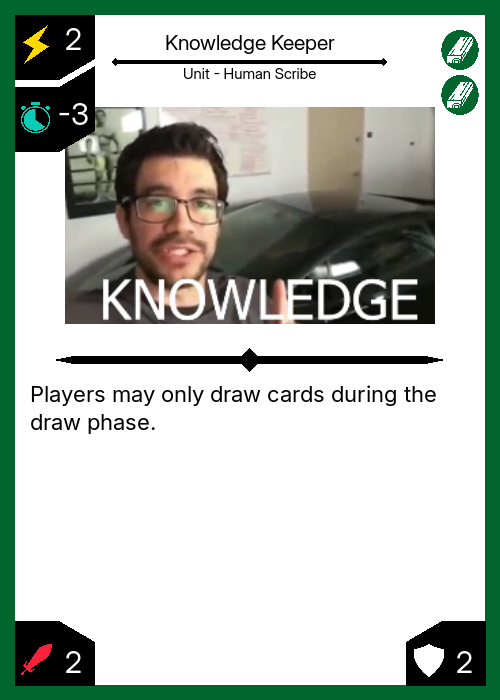 2
Knowledge Keeper
Unit - Human Scribe
-3
KNOWLEDGE
Players may only draw cards during the
draw phase.
2
2